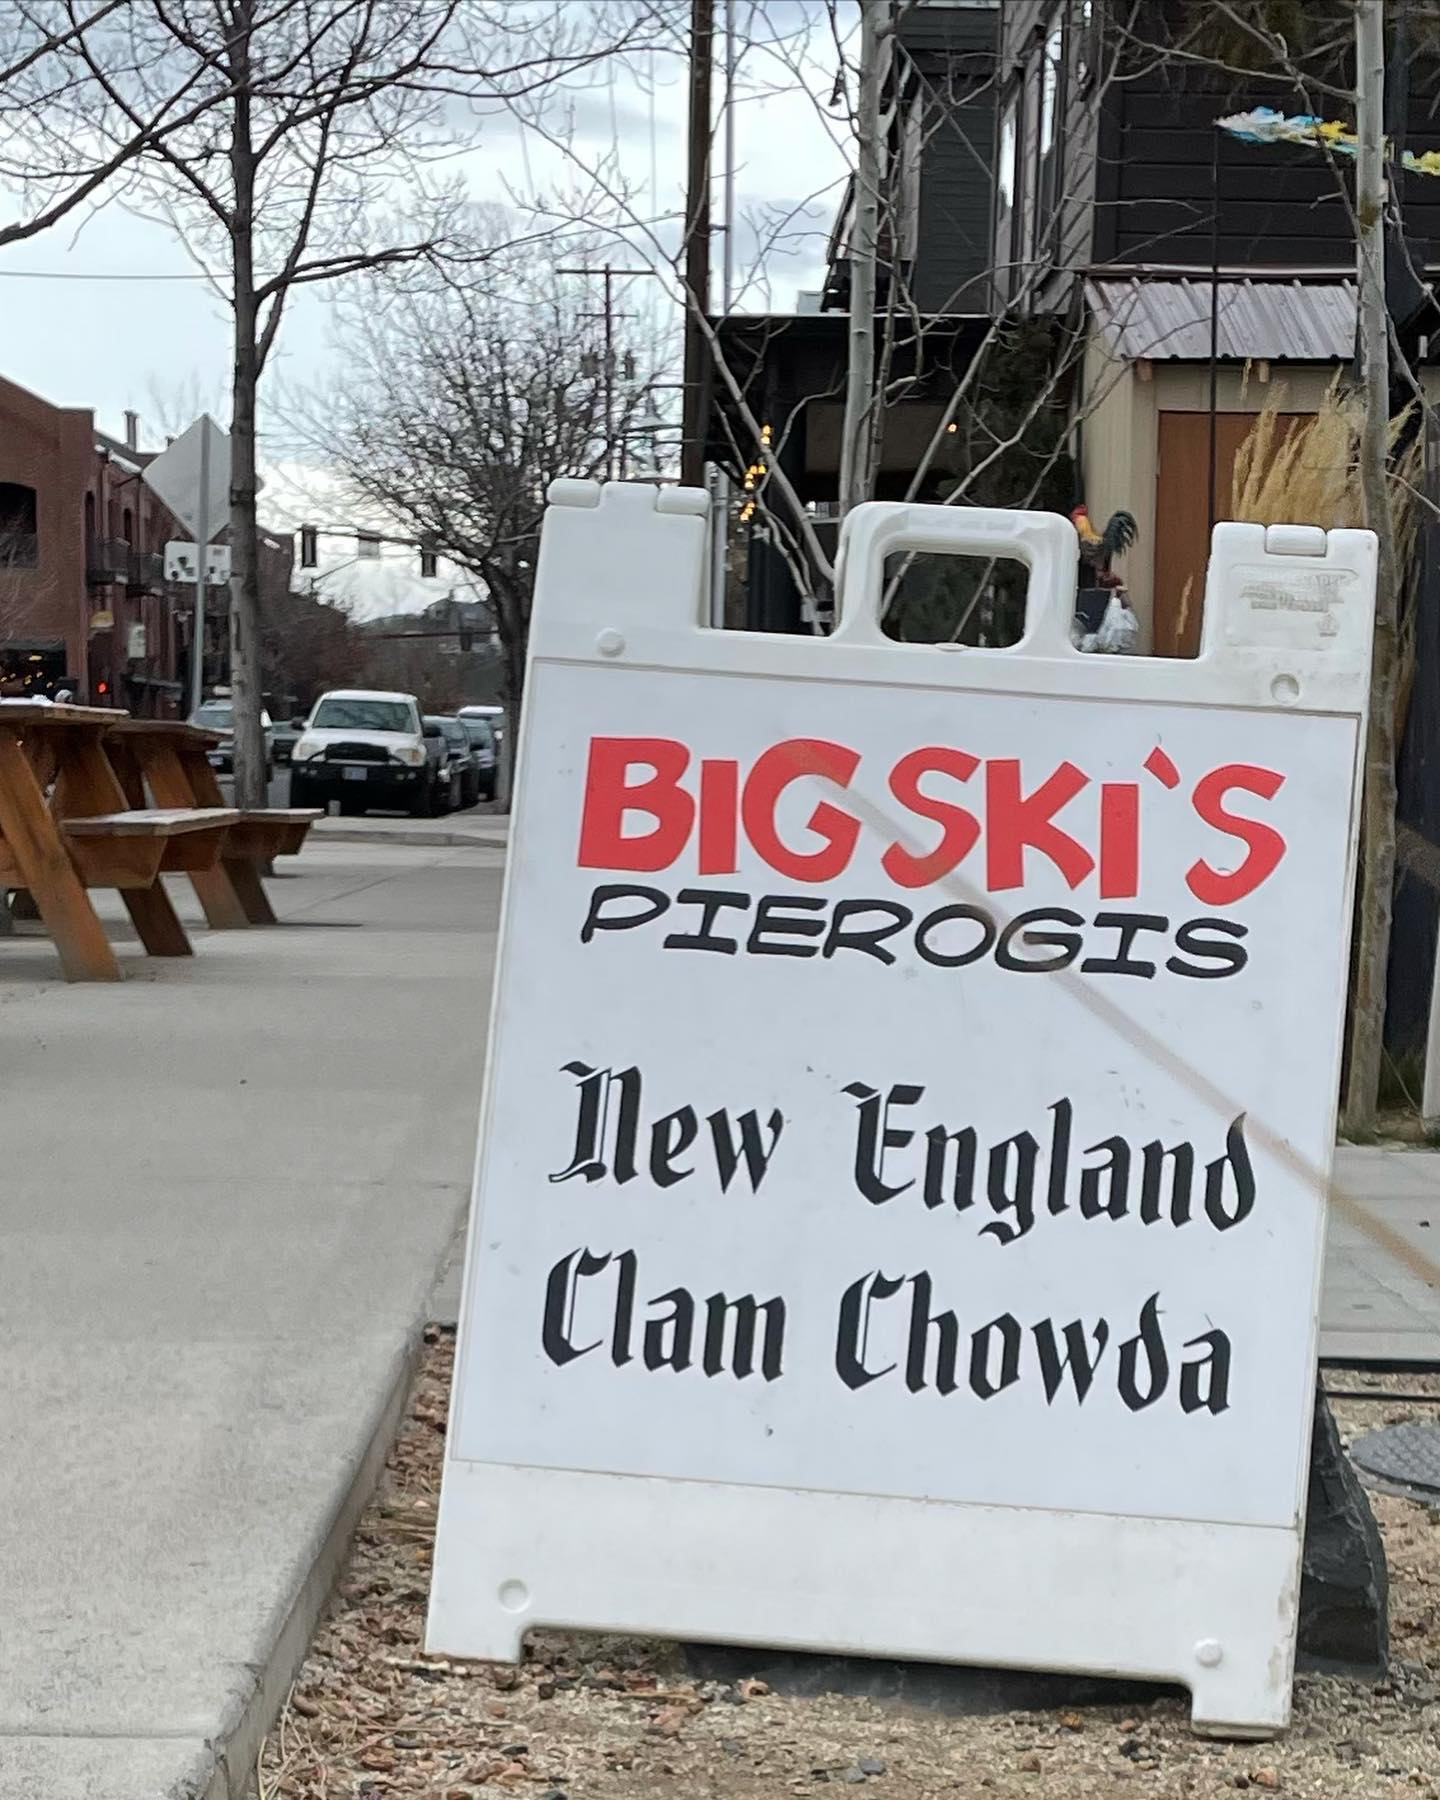 BIG SKI'S
PIEROGIS
New England
Clam Chowda